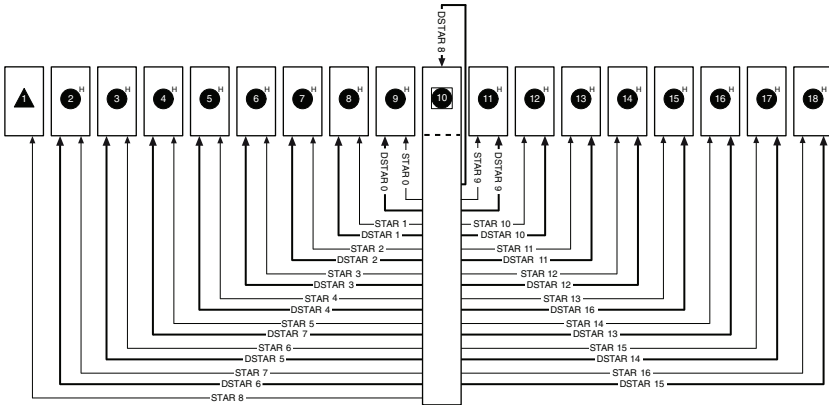 DSTAR 8
1
2 H
3 H
4 H
5 H
6 H
7 H
8 H
9 H
10
11 H
12 H
13 H
14 H
15 H
16 H
17 H
18 H
DSTAR 0
STAR 0
STAR 9
DSTAR 9
STAR 1
STAR 10
DSTAR 1
DSTAR 10
STAR 2
STAR 11
DSTAR 2
DSTAR 11
STAR 3
STAR 12
DSTAR 3
DSTAR 12
STAR 4
STAR 13
DSTAR 4
DSTAR 16
STAR 5
STAR 14
DSTAR 7
DSTAR 13
STAR 6
STAR 15
DSTAR 5
DSTAR 14
STAR 7
STAR 16
DSTAR 6
DSTAR 15
STAR 8